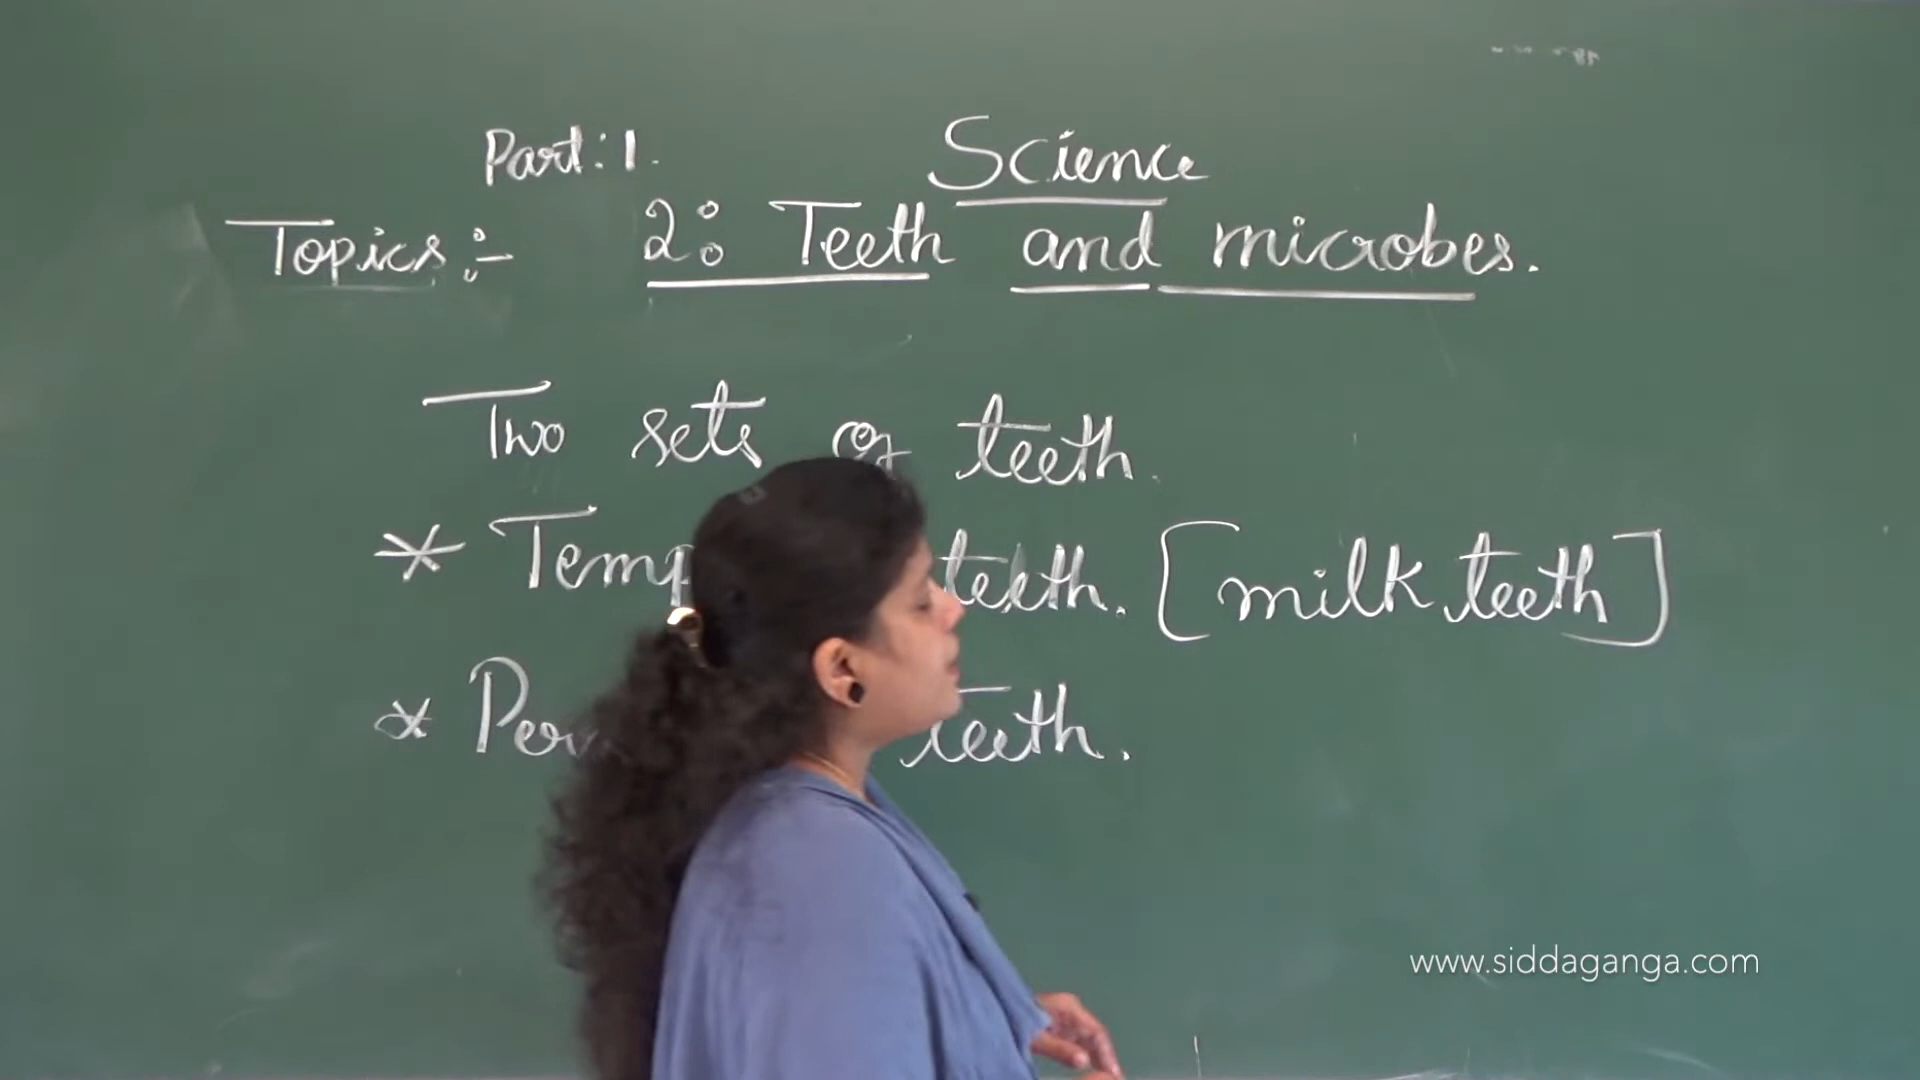 Part: 1. Science
Topics :- 2: Teeth and microbes.
Two sets of teeth.
* Temp teeth. [milk teeth]
* Per teeth.
www.siddaganga.com